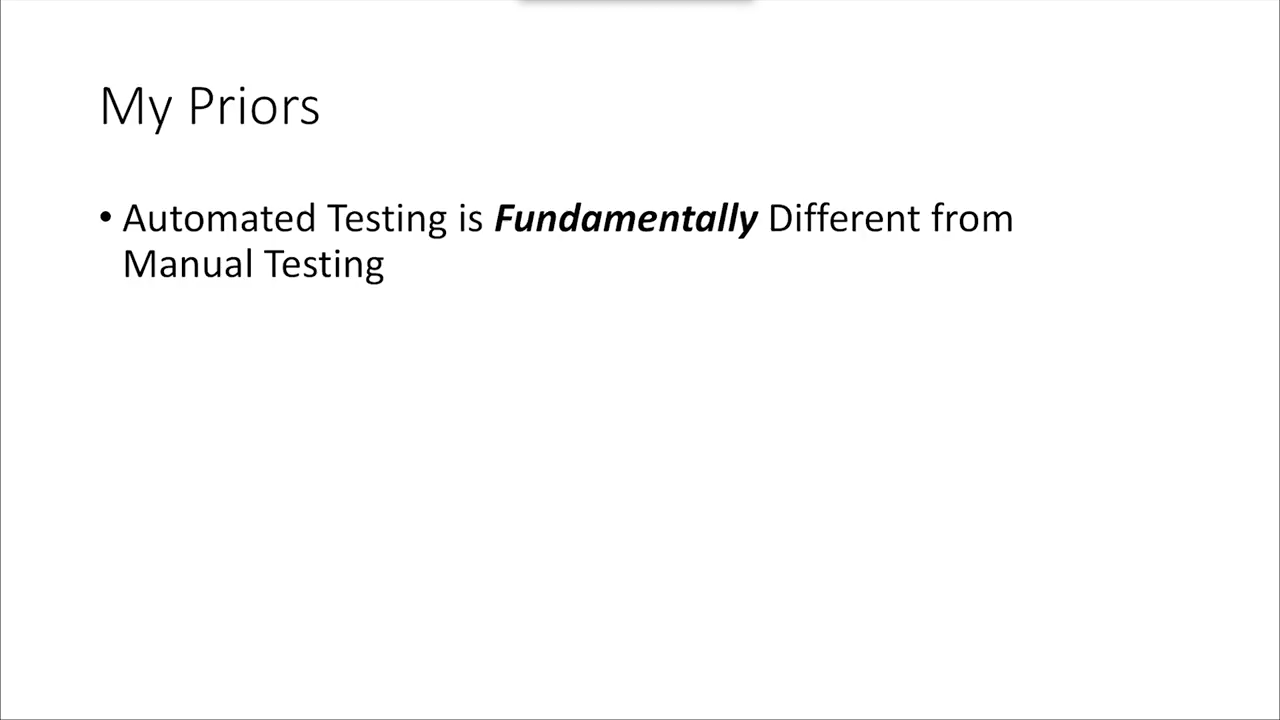 My Priors
• Automated Testing is Fundamentally Different from
Manual Testing